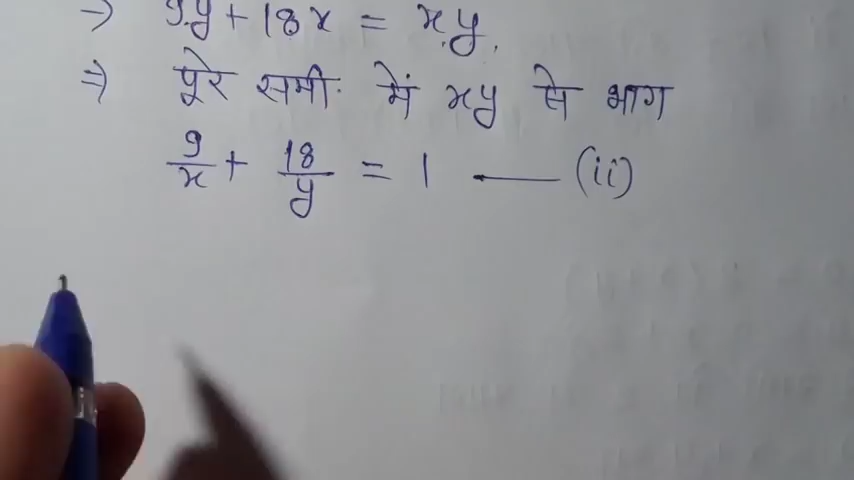 → 9y + 18x = xy.
⇒ पूरे समी. में xy से भाग
9/x + 18/y = 1 —— (ii)